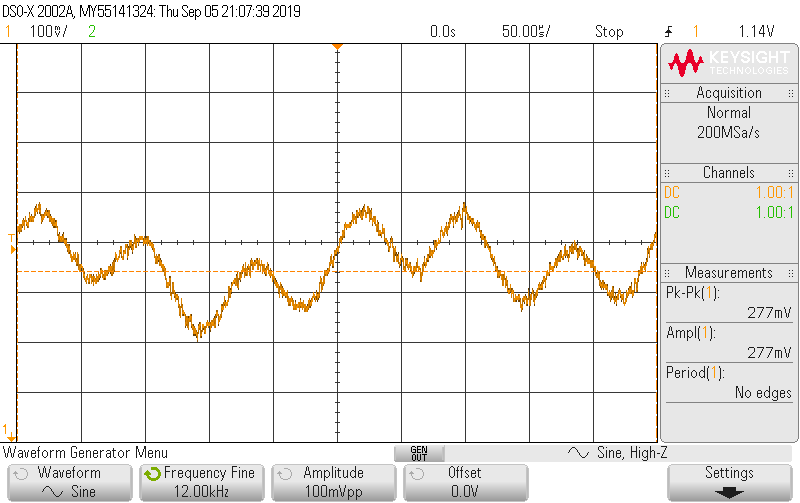 DSO-X 2002A, MY55141324: Thu Sep 05 21:07:39 2019
1 100mV/ 2 0.0s 50.00us/ Stop 1 1.14V
KEYSIGHT
TECHNOLOGIES
Acquisition
Normal
200MSa/s
Channels
DC 1.00:1
DC 1.00:1
Measurements
Pk-Pk(1):
277mV
Ampl(1):
277mV
Period(1):
No edges
T
1
Waveform Generator Menu GEN OUT Sine, High-Z
Waveform
Sine
Frequency Fine
12.00kHz
Amplitude
100mVpp
Offset
0.0V
Settings